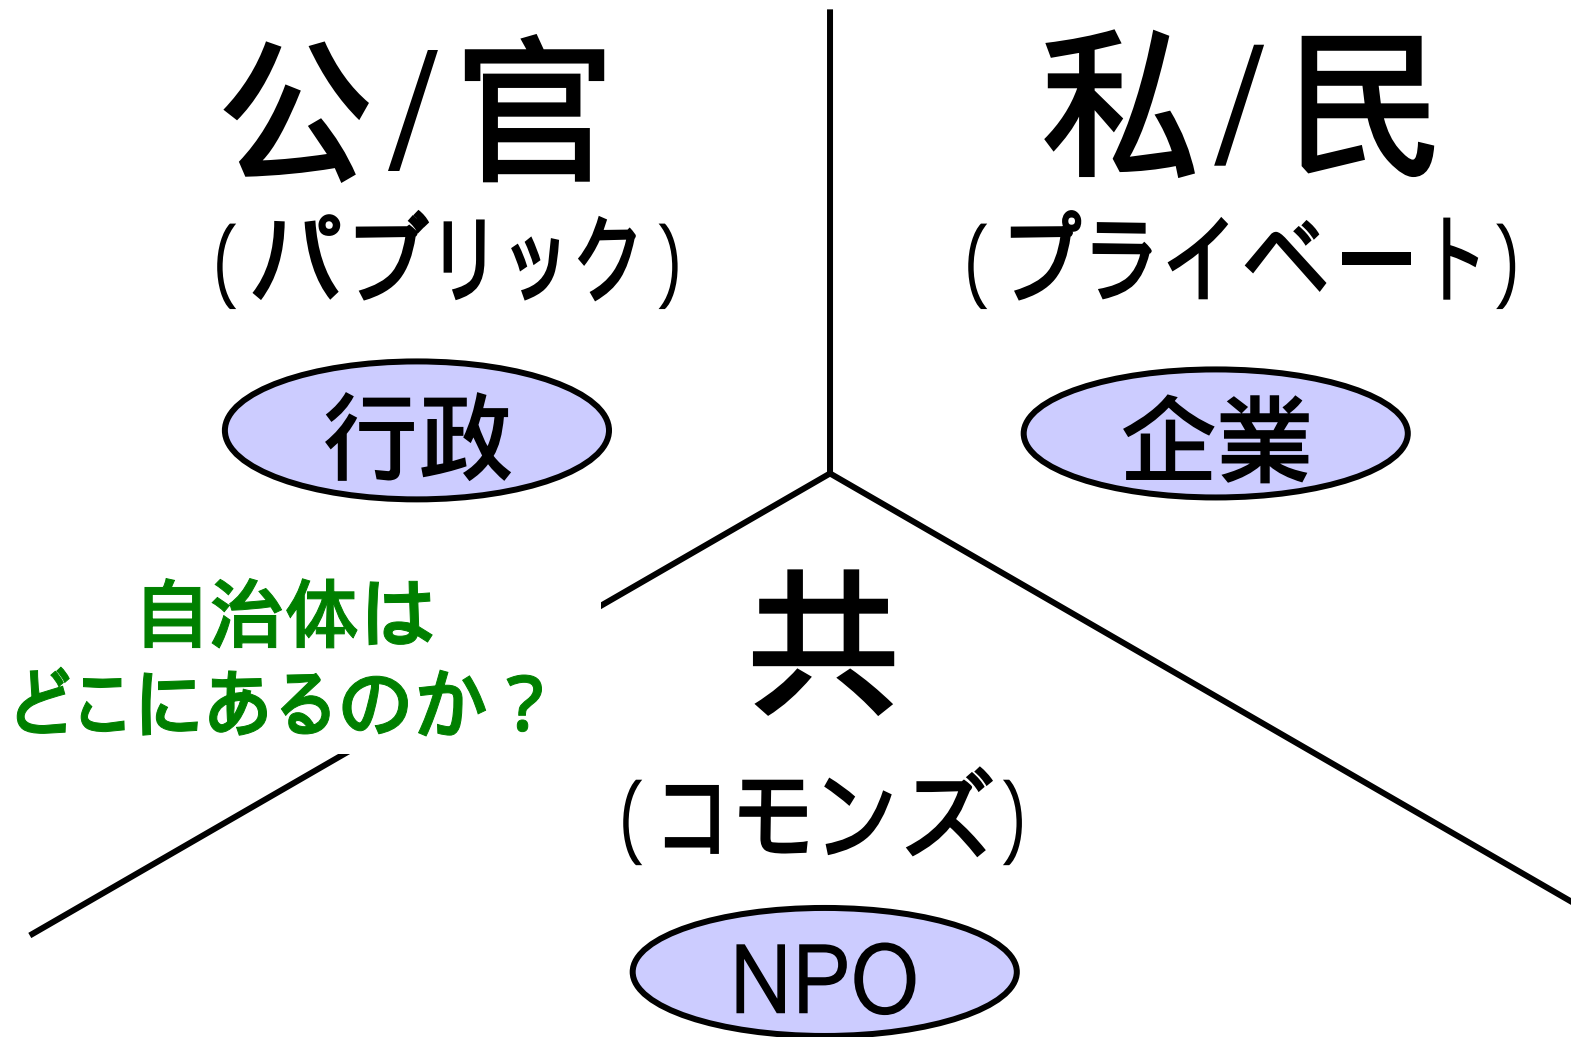 公/官
(パブリック)
行政
私/民
(プライベート)
企業
自治体は
どこにあるのか？
共
(コモンズ)
NPO